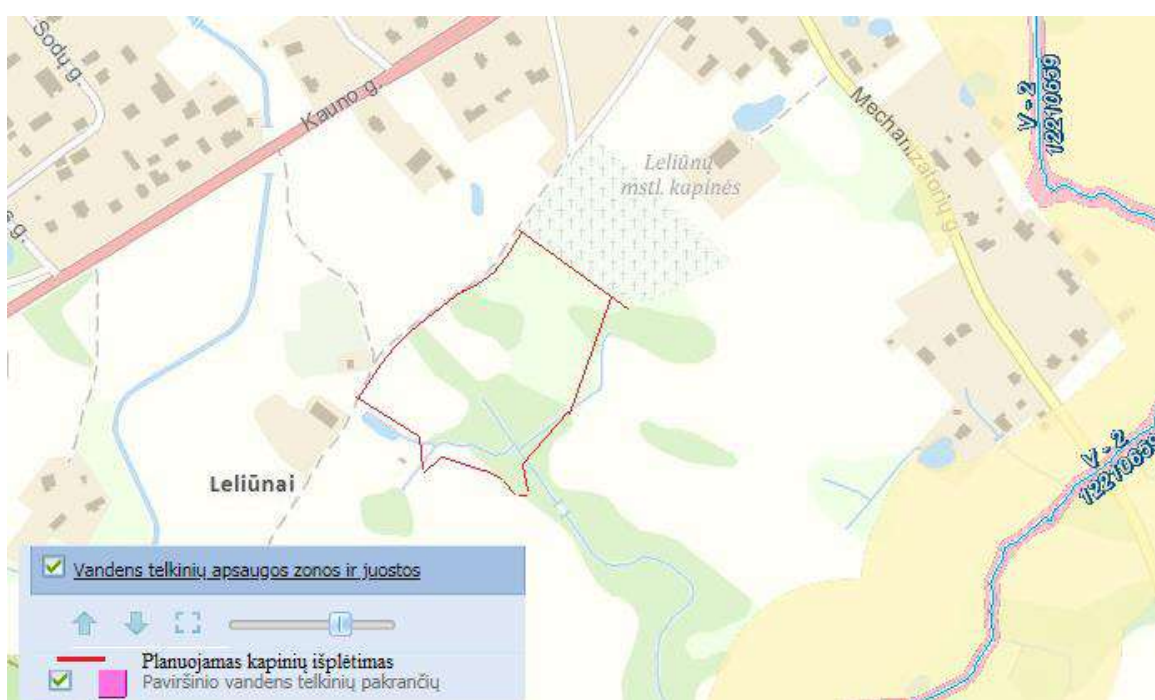 Sodų g.
Kauno g.
Mechanizatorių g.
V - 2
12210659
Leliūnų
mstl. kapinės
s g.
V - 2
12210659
Leliūnai
Vandens telkinių apsaugos zonos ir juostos
Planuojamas kapinių išplėtimas
Paviršinio vandens telkinių pakrančių